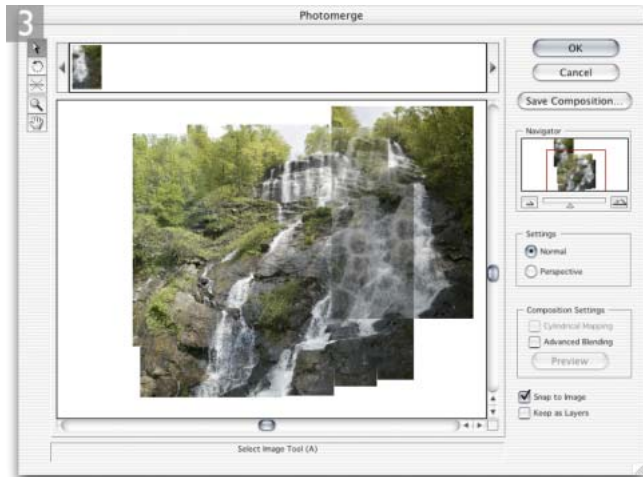 3
Photomerge
OK
Cancel
Save Composition...
Navigator
Settings
Normal
Perspective
Composition Settings
Cylindrical Mapping
Advanced Blending
Preview
Snap to Image
Keep as Layers
Select Image Tool (A)